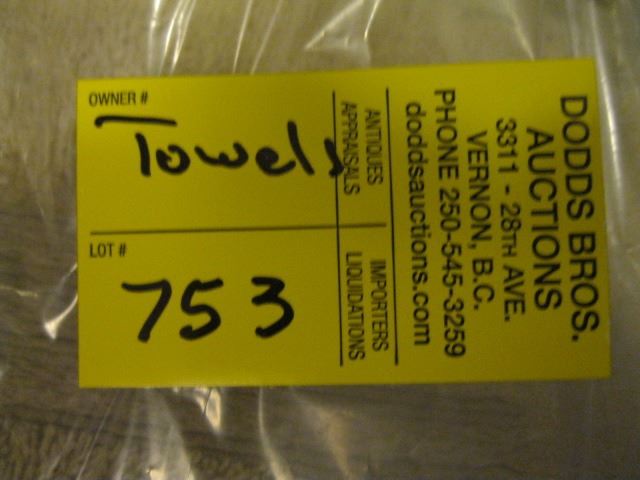 OWNER #
Towels
LOT #
753
DODDS BROS.
AUCTIONS
3311 - 28TH AVE.
VERNON, B.C.
PHONE 250-545-3259
doddsauctions.com
ANTIQUES IMPORTERS
APPRAISALS LIQUIDATIONS